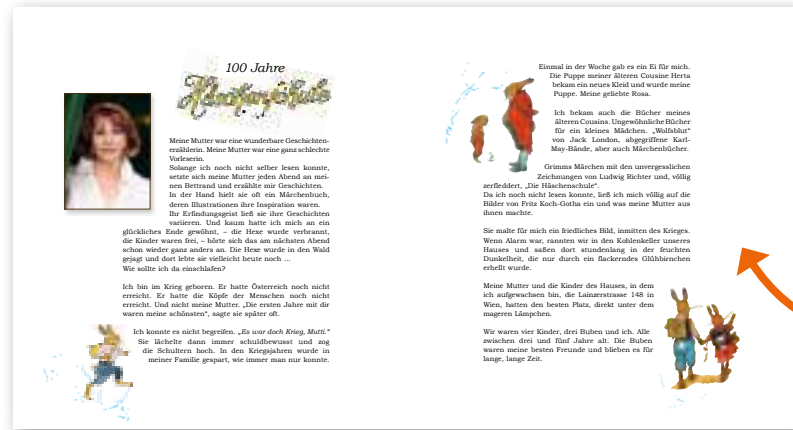 100 Jahre
Häschenschule
Meine Mutter war eine wunderbare Geschichten-
erzählerin. Meine Mutter war eine ganz schlechte
Vorleserin.
Solange ich noch nicht selber lesen konnte,
setzte sich meine Mutter jeden Abend an mei-
nen Bettrand und erzählte mir Geschichten.
In der Hand hielt sie oft ein Märchenbuch,
deren Illustrationen ihre Inspiration waren.
Ihr Erfindungsgeist ließ sie ihre Geschichten
variieren. Und kaum hatte ich mich an ein
glückliches Ende gewöhnt, – die Hexe wurde verbrannt,
die Kinder waren frei, – hörte sich das am nächsten Abend
schon wieder ganz anders an. Die Hexe wurde in den Wald
gejagt und dort lebte sie vielleicht heute noch ...
Wie sollte ich da einschlafen?
Ich bin im Krieg geboren. Er hatte Österreich noch nicht
erreicht. Er hatte die Köpfe der Menschen noch nicht
erreicht. Und nicht meine Mutter. „Die ersten Jahre mit dir
waren meine schönsten“, sagte sie später oft.
Ich konnte es nicht begreifen. „Es war doch Krieg, Mutti.“
Sie lächelte dann immer schuldbewusst und zog
die Schultern hoch. In den Kriegsjahren wurde in
meiner Familie gespart, wie immer man nur konnte.
Einmal in der Woche gab es ein Ei für mich.
Die Puppe meiner älteren Cousine Herta
bekam ein neues Kleid und wurde meine
Puppe. Meine geliebte Rosa.
Ich bekam auch die Bücher meines
älteren Cousins. Ungewöhnliche Bücher
für ein kleines Mädchen. „Wolfsblut“
von Jack London, abgegriffene Karl-
May-Bände, aber auch Märchenbücher.
Grimms Märchen mit den unvergesslichen
Zeichnungen von Ludwig Richter und, völlig
zerfleddert, „Die Häschenschule“.
Da ich noch nicht lesen konnte, ließ ich mich völlig auf die
Bilder von Fritz Koch-Gotha ein und was meine Mutter aus
ihnen machte.
Sie malte für mich ein friedliches Bild, inmitten des Krieges.
Wenn Alarm war, rannten wir in den Kohlenkeller unseres
Hauses und saßen dort stundenlang in der feuchten
Dunkelheit, die nur durch ein flackerndes Glühbirnchen
erhellt wurde.
Meine Mutter und die Kinder des Hauses, in dem
ich aufgewachsen bin, die Lainzerstrasse 148 in
Wien, hatten den besten Platz, direkt unter dem
mageren Lämpchen.
Wir waren vier Kinder, drei Buben und ich. Alle
zwischen drei und fünf Jahre alt. Die Buben
waren meine besten Freunde und blieben es für
lange, lange Zeit.